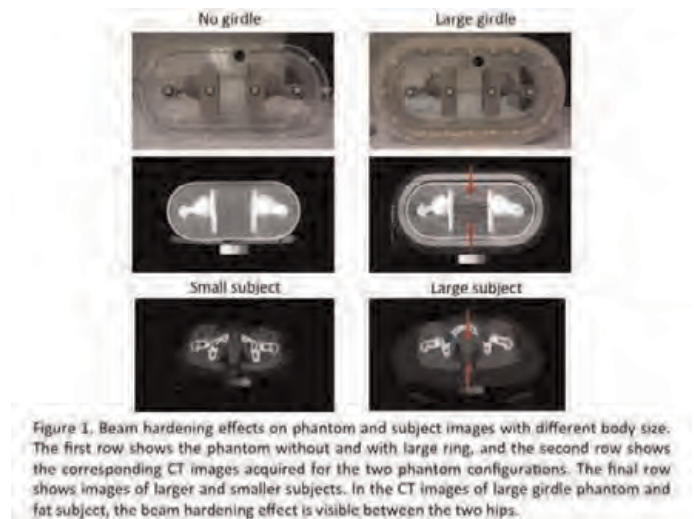 No girdle
Large girdle
Small subject
Large subject
Figure 1. Beam hardening effects on phantom and subject images with different body size.
The first row shows the phantom without and with large ring, and the second row shows
the corresponding CT images acquired for the two phantom configurations. The final row
shows images of larger and smaller subjects. In the CT images of large girdle phantom and
fat subject, the beam hardening effect is visible between the two hips.